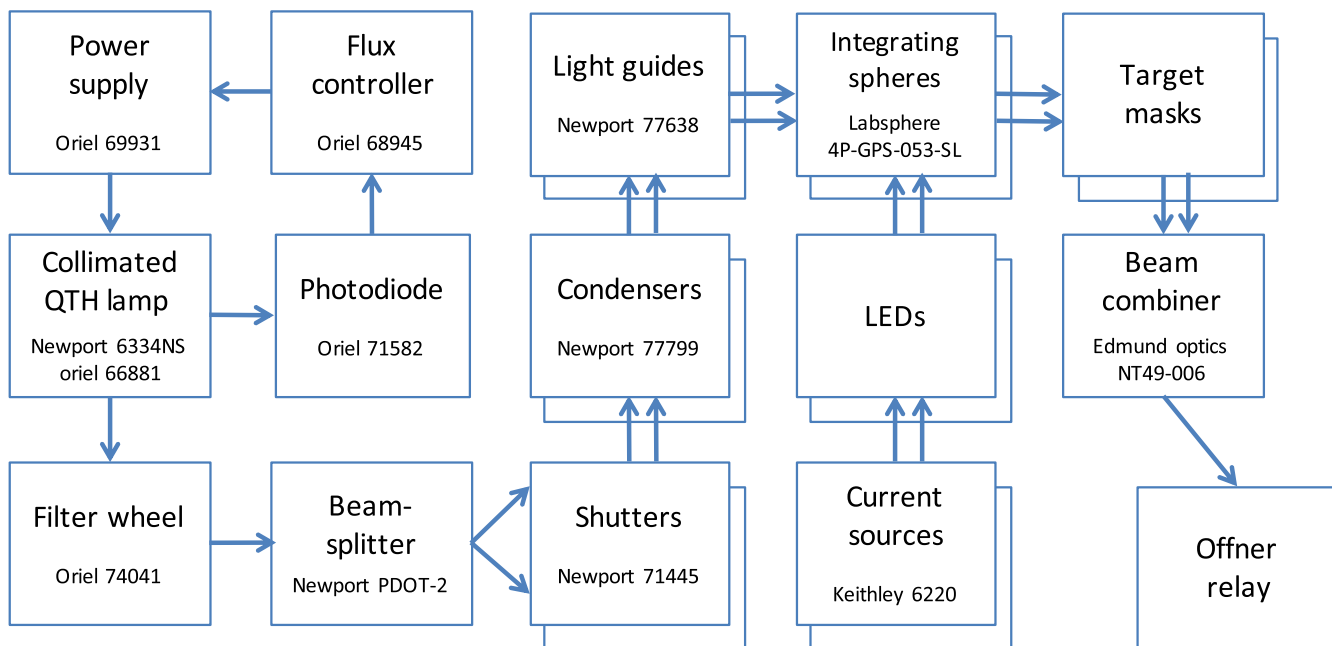 Power
supply
Oriel 69931
Flux
controller
Oriel 68945
Light guides
Newport 77638
Integrating
spheres
Labsphere
4P-GPS-053-SL
Target
masks
Collimated
QTH lamp
Newport 6334NS
oriel 66881
Photodiode
Oriel 71582
Condensers
Newport 77799
LEDs
Beam
combiner
Edmund optics
NT49-006
Filter wheel
Oriel 74041
Beam-
splitter
Newport PDOT-2
Shutters
Newport 71445
Current
sources
Keithley 6220
Offner
relay